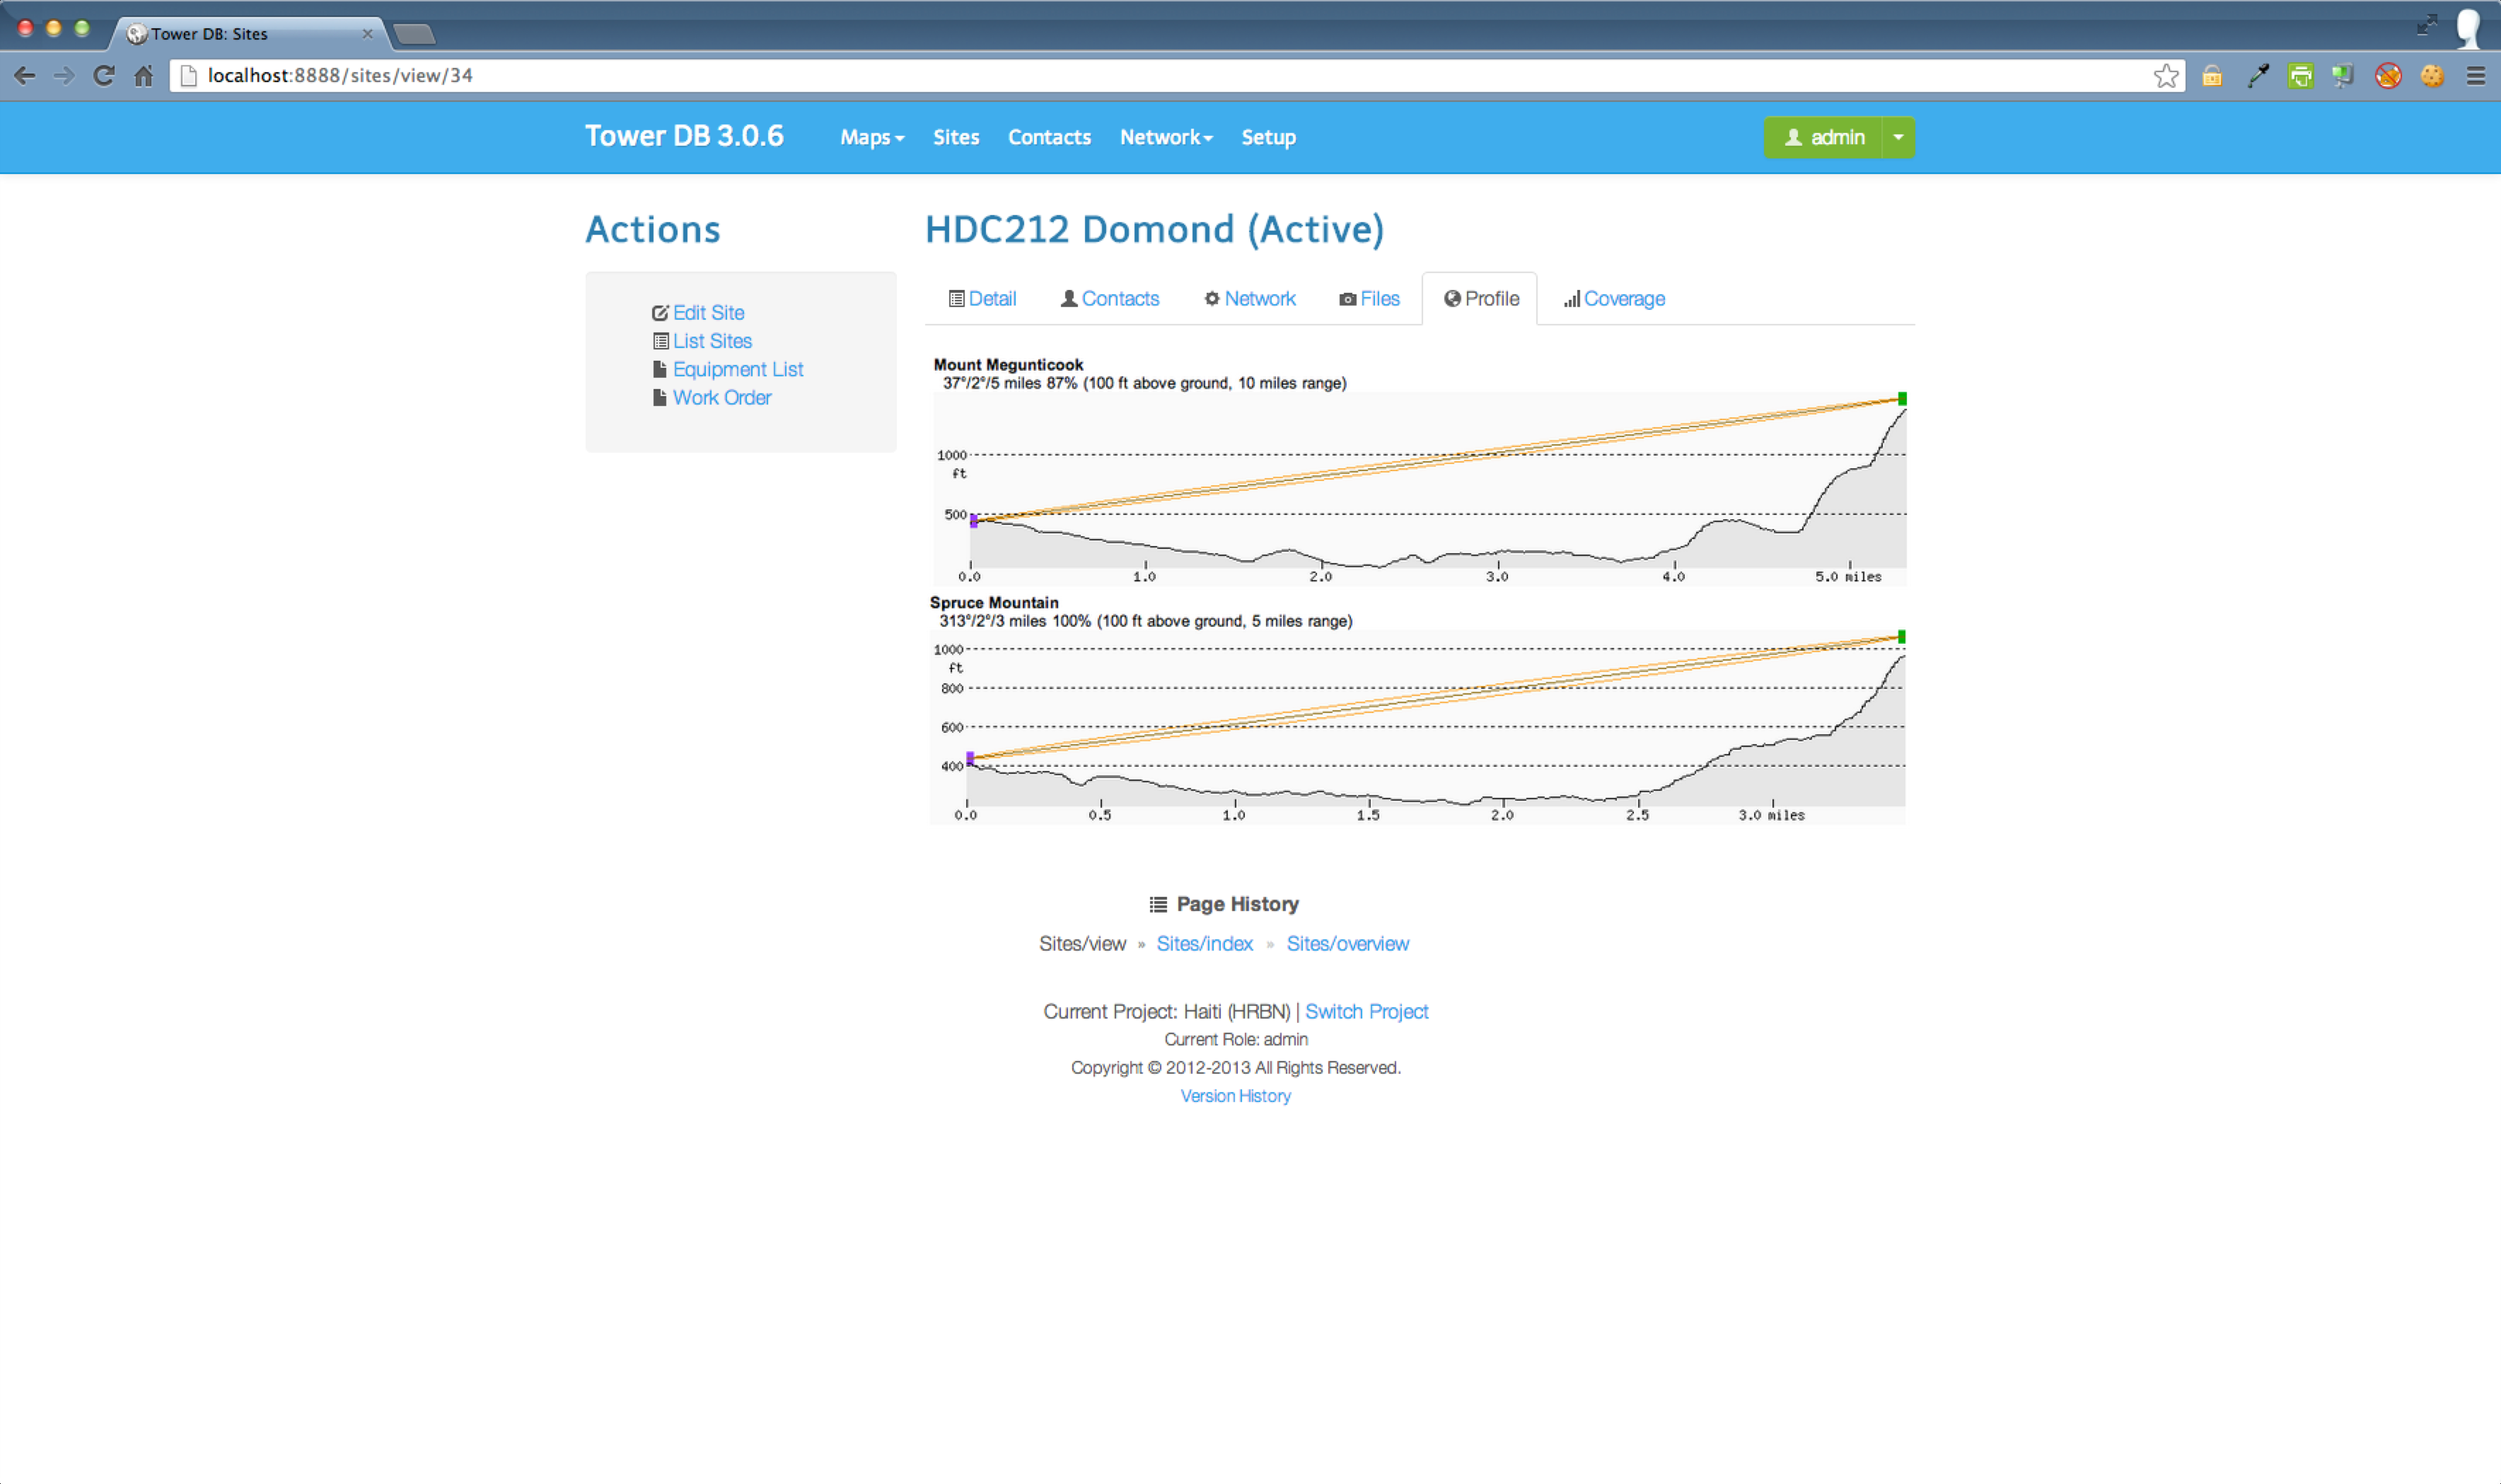 Tower DB: Sites
localhost:8888/sites/view/34
Tower DB 3.0.6 Maps Sites Contacts Network Setup admin
Actions
Edit Site
List Sites
Equipment List
Work Order
HDC212 Domond (Active)
Detail Contacts Network Files Profile Coverage
Mount Megunticook
37°/2°/5 miles 87% (100 ft above ground, 10 miles range)
1000
ft
500
0.0 1.0 2.0 3.0 4.0 5.0 miles
Spruce Mountain
313°/2°/3 miles 100% (100 ft above ground, 5 miles range)
1000
ft
800
600
400
0.0 0.5 1.0 1.5 2.0 2.5 3.0 miles
Page History
Sites/view » Sites/index » Sites/overview
Current Project: Haiti (HRBN) | Switch Project
Current Role: admin
Copyright © 2012-2013 All Rights Reserved.
Version History